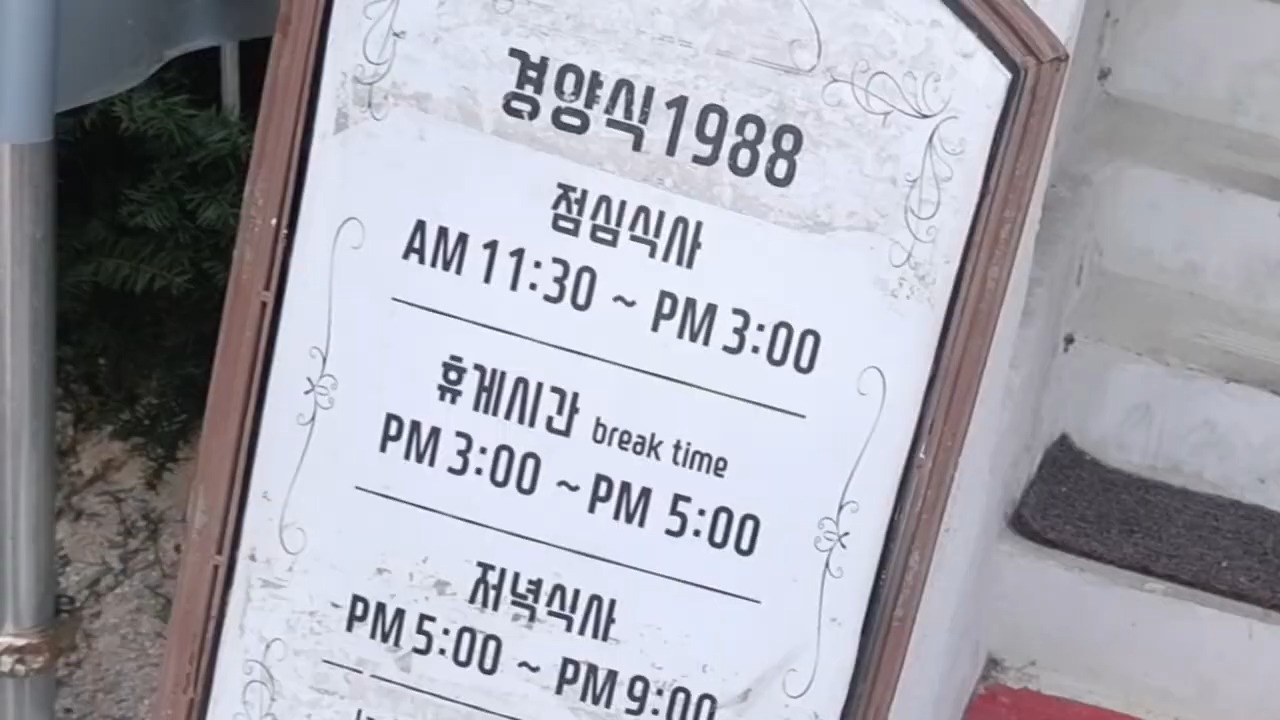 경양식1988
점심식사
AM 11:30 ~ PM 3:00
휴게시간 break time
PM 3:00 ~ PM 5:00
저녁식사
PM 5:00 ~ PM 9:00